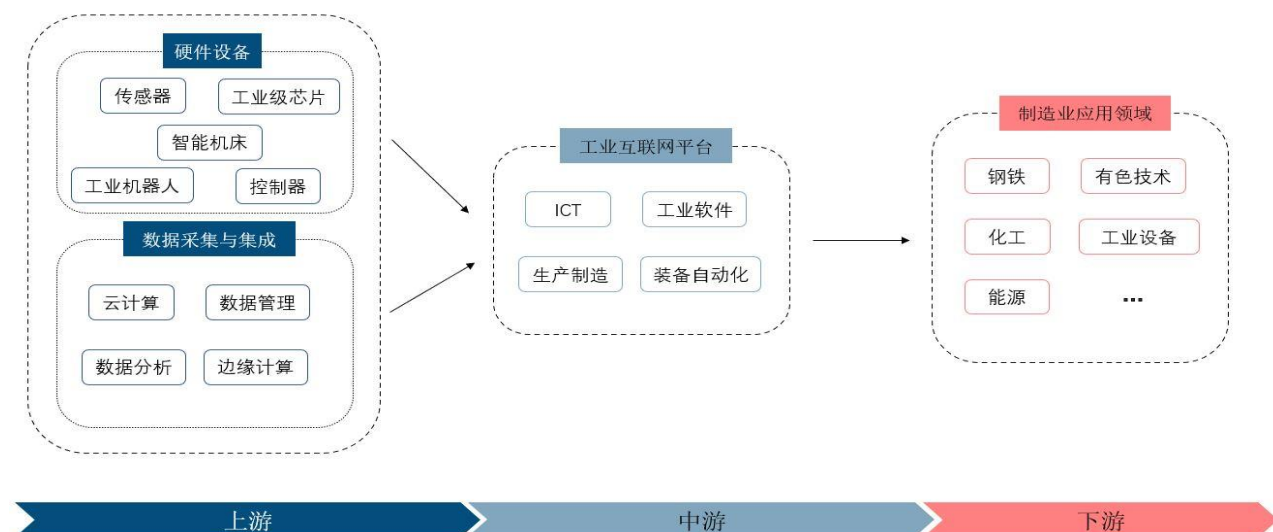 硬件设备
传感器
工业级芯片
智能机床
工业机器人
控制器
数据采集与集成
云计算
数据管理
数据分析
边缘计算
工业互联网平台
ICT
工业软件
生产制造
装备自动化
制造业应用领域
钢铁
有色技术
化工
工业设备
能源
...
上游
中游
下游